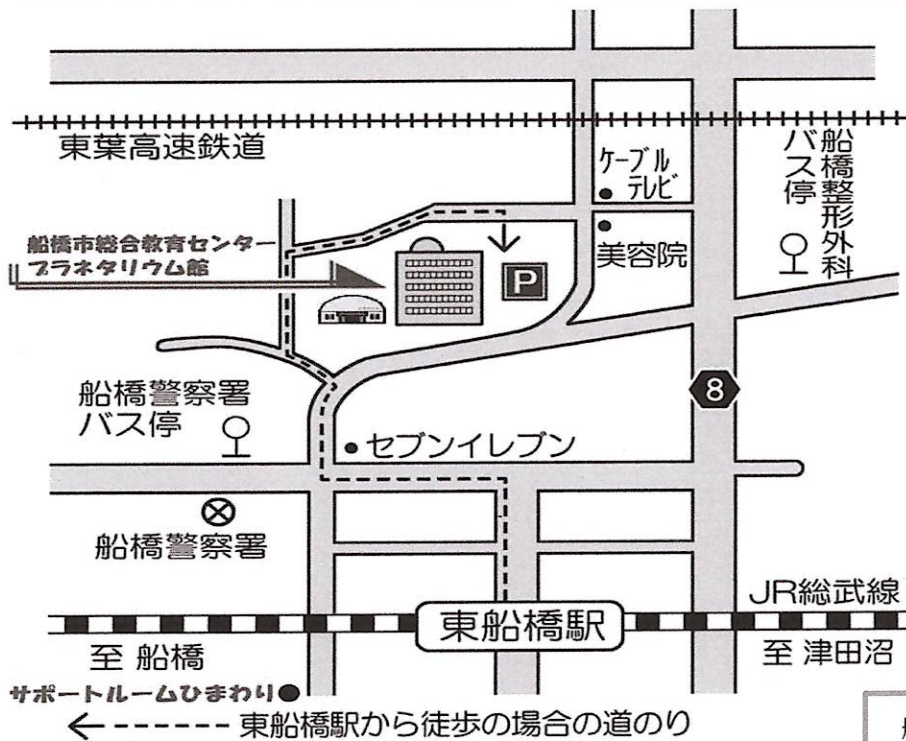 東葉高速鉄道
ケーブル
テレビ
美容院
船橋整形外科
バス停
船橋市総合教育センター
プラネタリウム館
P
8
船橋警察署
バス停
セブンイレブン
船橋警察署
JR総武線
東船橋駅
至 船橋
至 津田沼
サポートルームひまわり
東船橋駅から徒歩の場合の道のり